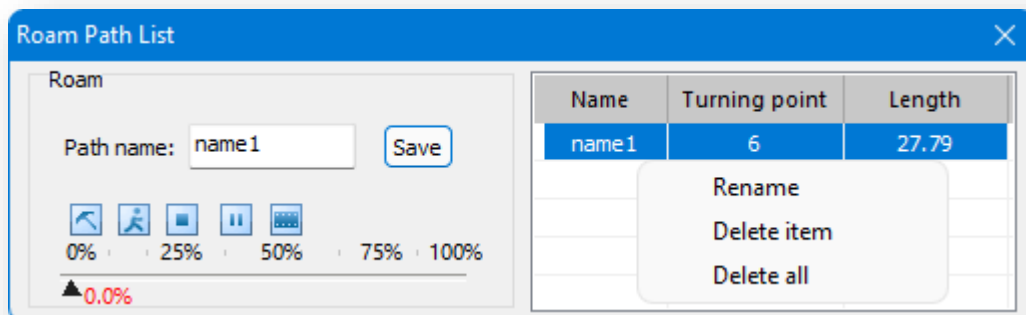 Roam Path List
Roam
Path name: name1 Save
0% 25% 50% 75% 100%
0.0%
Name Turning point Length
name1 6 27.79
Rename
Delete item
Delete all